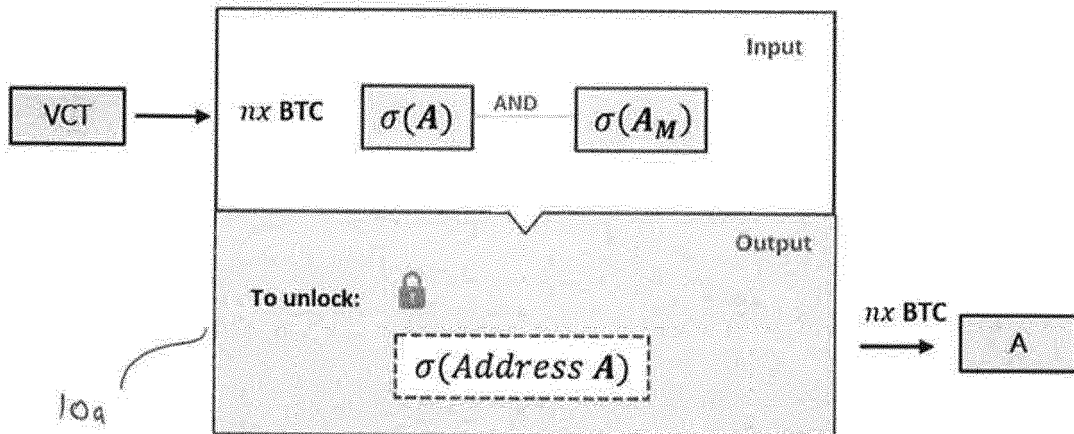 Input
VCT
nx BTC
σ(A)
AND
σ(A_M)
Output
To unlock:
σ(Address A)
nx BTC
A
10a